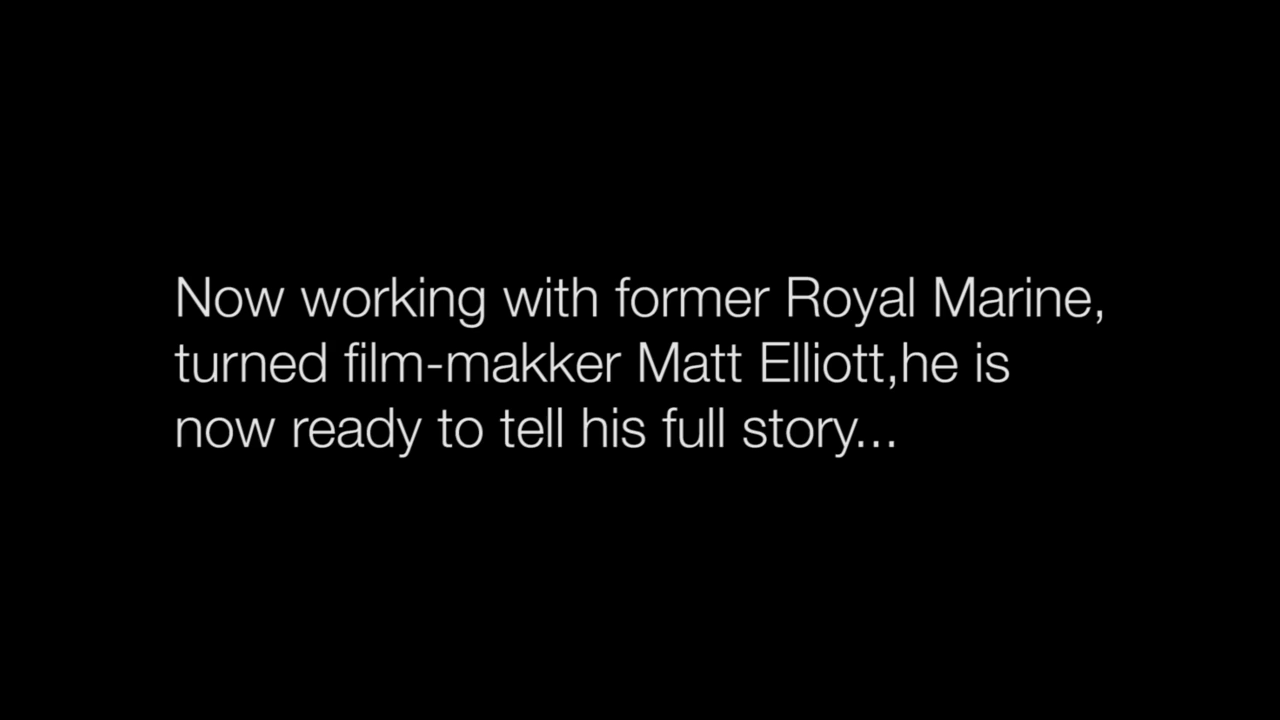 Now working with former Royal Marine,
turned film-makker Matt Elliott,he is
now ready to tell his full story...